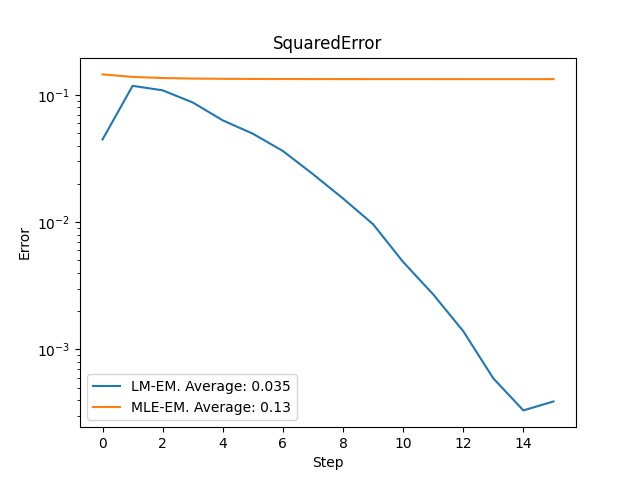 SquaredError
Error
10⁻¹
10⁻²
10⁻³
LM-EM. Average: 0.035
MLE-EM. Average: 0.13
0 2 4 6 8 10 12 14
Step